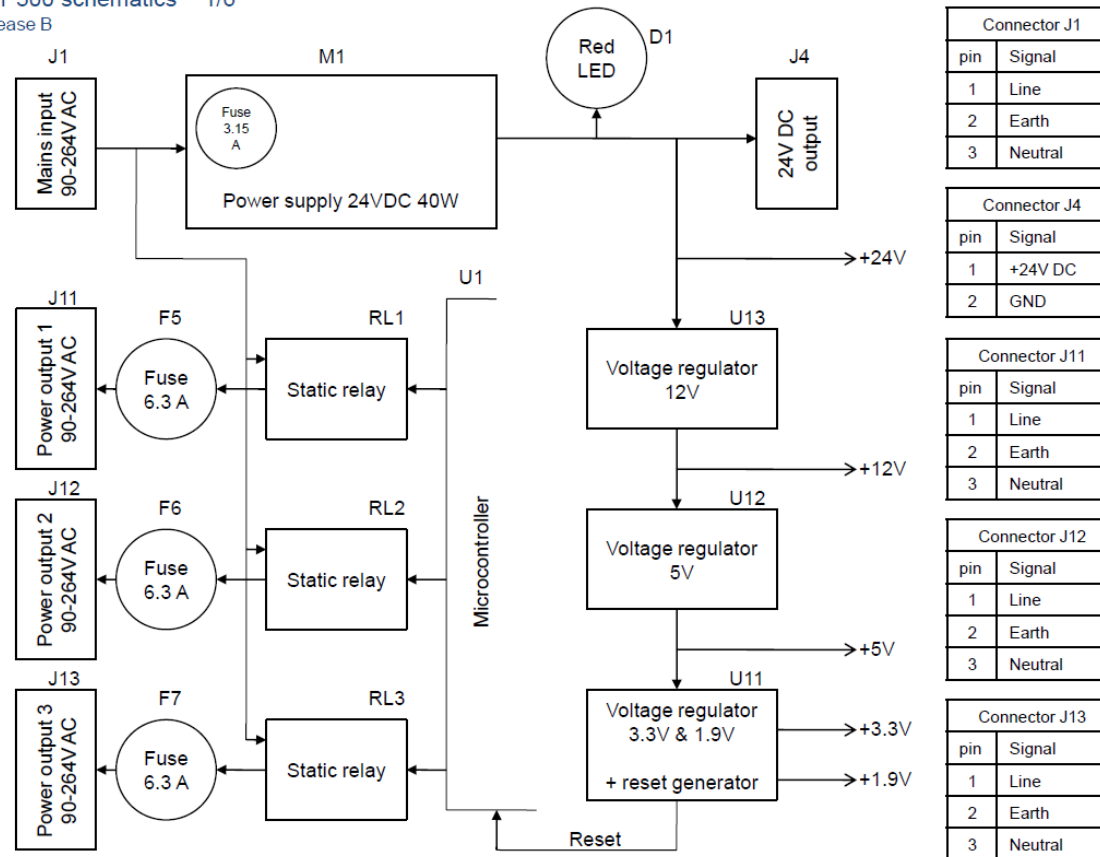 500 schematics 1/6
ease B
J1
Mains input
90-264V AC
M1
Fuse
3.15
A
Power supply 24VDC 40W
Red
LED
D1
J4
24V DC
output
+24V
U1
Microcontroller
J11
Power output 1
90-264V AC
F5
Fuse
6.3 A
RL1
Static relay
J12
Power output 2
90-264V AC
F6
Fuse
6.3 A
RL2
Static relay
J13
Power output 3
90-264V AC
F7
Fuse
6.3 A
RL3
Static relay
U13
Voltage regulator
12V
+12V
U12
Voltage regulator
5V
+5V
U11
Voltage regulator
3.3V & 1.9V
+ reset generator
+3.3V
+1.9V
Reset
Connector J1
pin Signal
1 Line
2 Earth
3 Neutral
Connector J4
pin Signal
1 +24V DC
2 GND
Connector J11
pin Signal
1 Line
2 Earth
3 Neutral
Connector J12
pin Signal
1 Line
2 Earth
3 Neutral
Connector J13
pin Signal
1 Line
2 Earth
3 Neutral